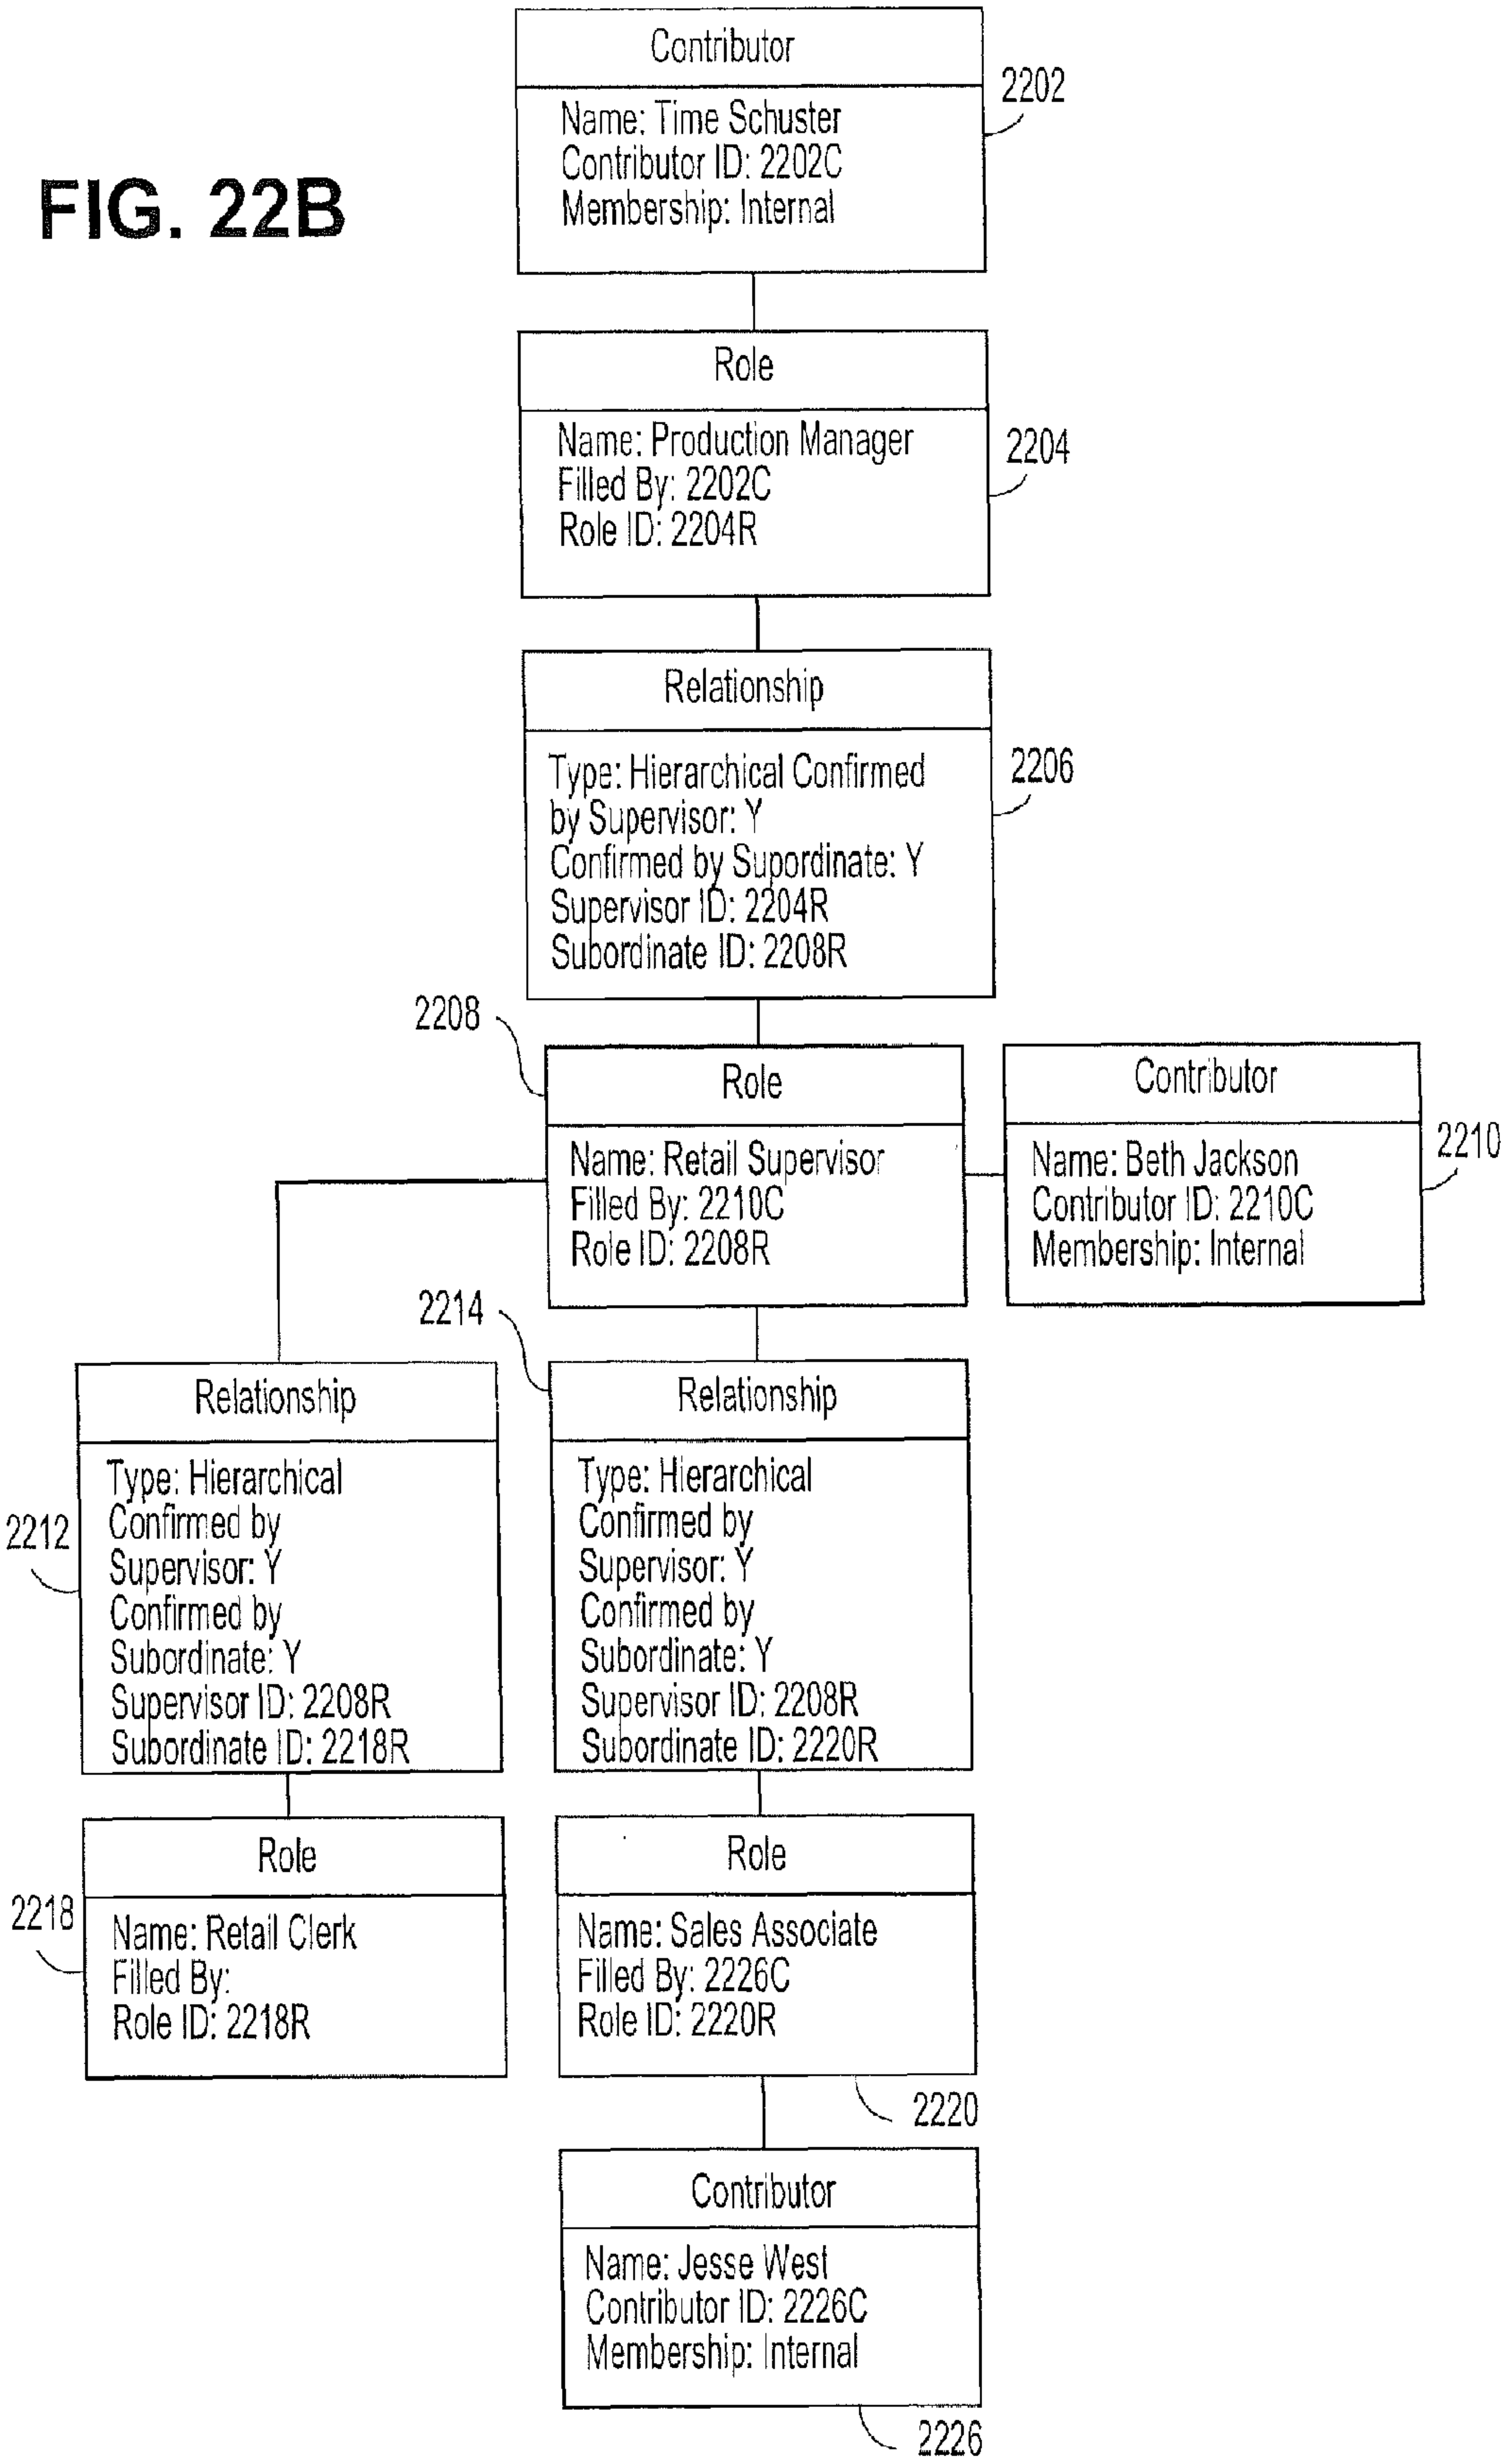 Contributor
Name: Time Schuster
Contributor ID: 2202C
Membership: Internal
2202
FIG. 22B
Role
Name: Production Manager
Filled By: 2202C
Role ID: 2204R
2204
Relationship
Type: Hierarchical Confirmed
by Supervisor: Y
Confirmed by Supordinate: Y
Supervisor ID: 2204R
Subordinate ID: 2208R
2206
2208
Role
Name: Retail Supervisor
Filled By: 2210C
Role ID: 2208R
Contributor
Name: Beth Jackson
Contributor ID: 2210C
Membership: Internal
2210
2214
Relationship
Type: Hierarchical
Confirmed by
Supervisor: Y
Confirmed by
Subordinate: Y
Supervisor ID: 2208R
Subordinate ID: 2218R
2212
Relationship
Type: Hierarchical
Confirmed by
Supervisor: Y
Confirmed by
Subordinate: Y
Supervisor ID: 2208R
Subordinate ID: 2220R
Role
Name: Retail Clerk
Filled By:
Role ID: 2218R
2218
Role
Name: Sales Associate
Filled By: 2226C
Role ID: 2220R
2220
Contributor
Name: Jesse West
Contributor ID: 2226C
Membership: Internal
2226